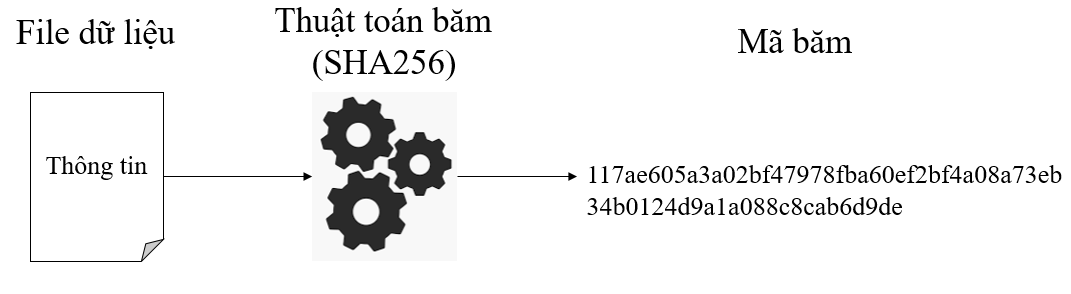 File dữ liệu
Thuật toán băm
(SHA256)
Mã băm
Thông tin
117ae605a3a02bf47978fba60ef2bf4a08a73eb
34b0124d9a1a088c8cab6d9de